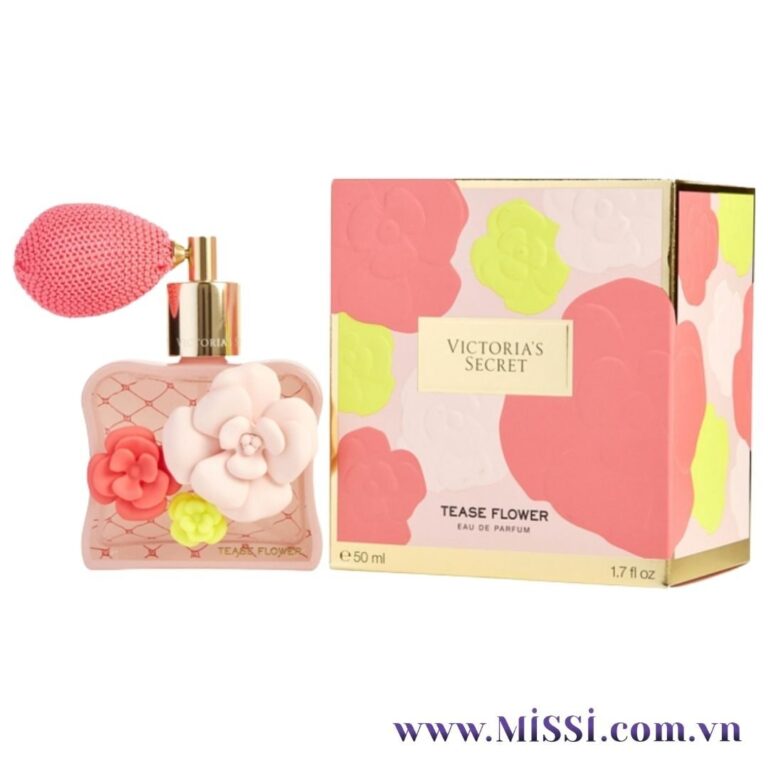 VICTORIA'S S
TEASE FLOWER
VICTORIA'S
SECRET
TEASE FLOWER
EAU DE PARFUM
e 50 ml
1.7 fl oz
www.MiSSi.com.vn